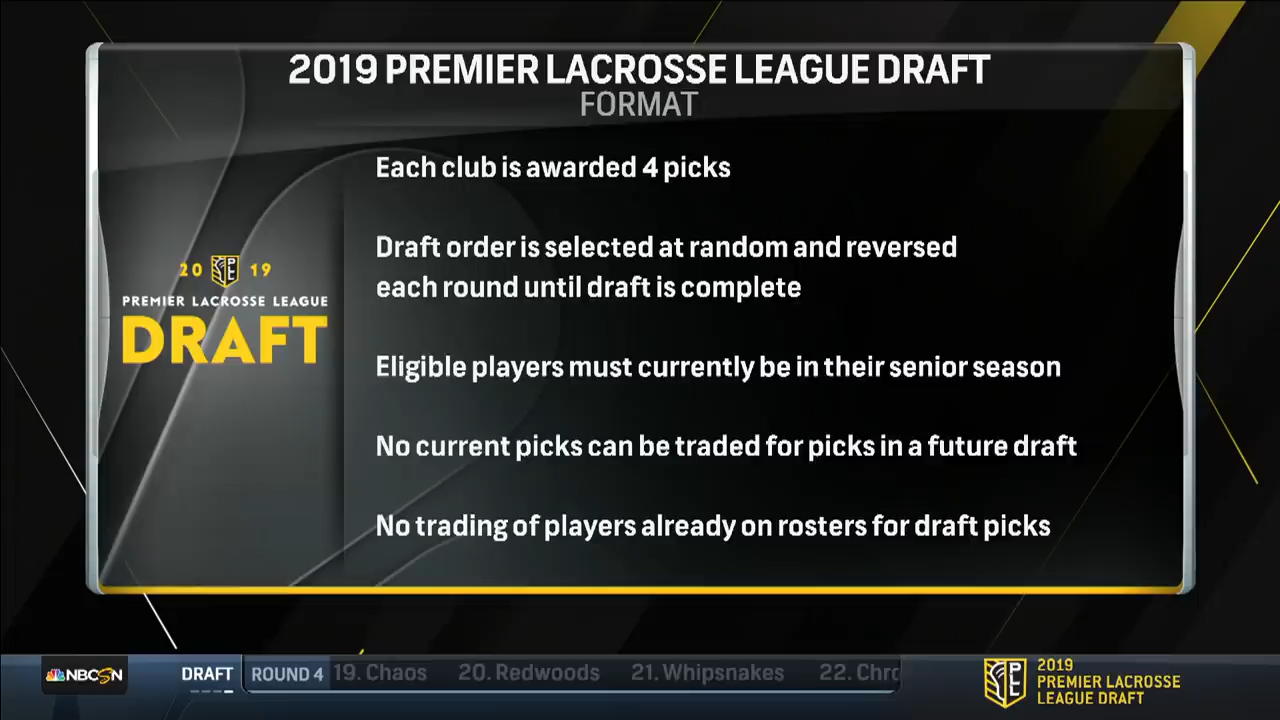 2019 PREMIER LACROSSE LEAGUE DRAFT
FORMAT
Each club is awarded 4 picks
Draft order is selected at random and reversed
each round until draft is complete
Eligible players must currently be in their senior season
No current picks can be traded for picks in a future draft
No trading of players already on rosters for draft picks
20 19
PREMIER LACROSSE LEAGUE
DRAFT
NBCSN
DRAFT
ROUND 4
19. Chaos
20. Redwoods
21. Whipsnakes
22. Chro
2019
PREMIER LACROSSE
LEAGUE DRAFT